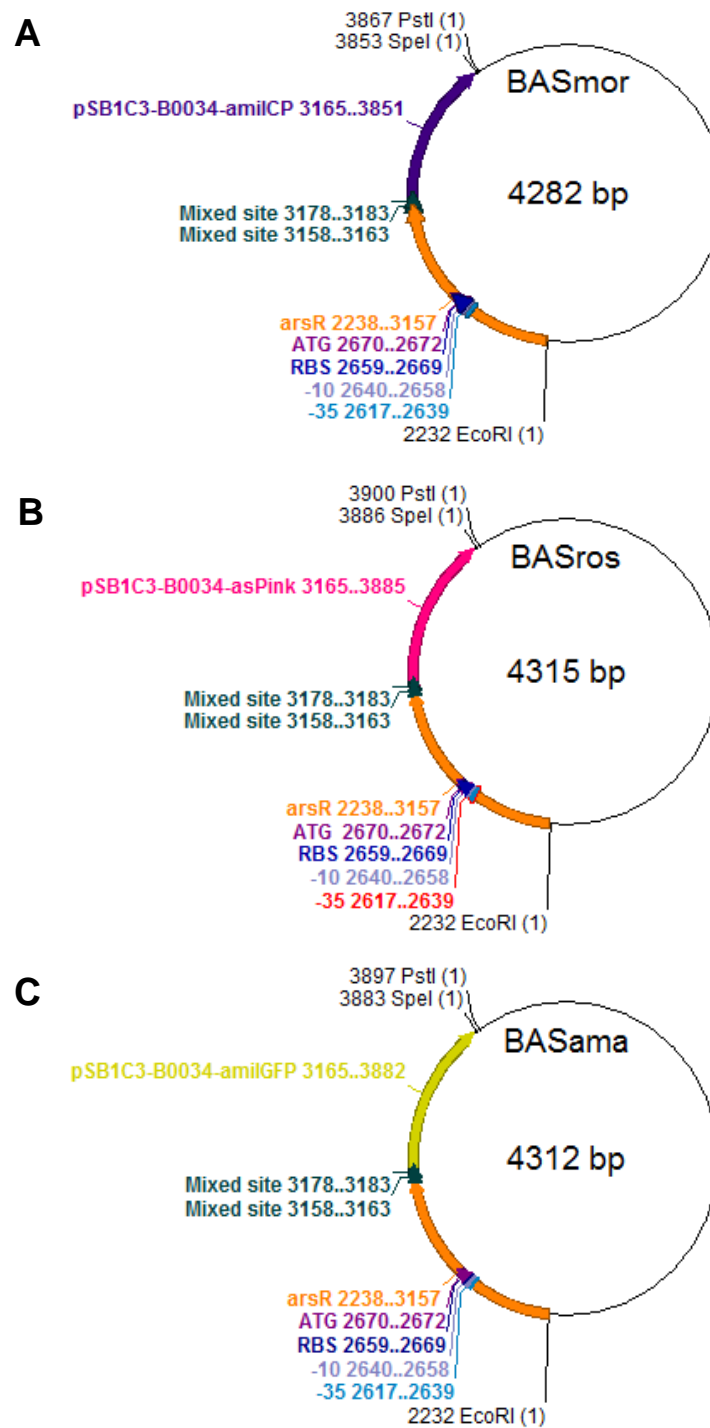 A
3867 PstI (1)
3853 SpeI (1)
BASmor
pSB1C3-B0034-amilCP 3165..3851
4282 bp
Mixed site 3178..3183
Mixed site 3158..3163
arsR 2238..3157
ATG 2670..2672
RBS 2659..2669
-10 2640..2658
-35 2617..2639
2232 EcoRI (1)
B
3900 PstI (1)
3886 SpeI (1)
BASros
pSB1C3-B0034-asPink 3165..3885
4315 bp
Mixed site 3178..3183
Mixed site 3158..3163
arsR 2238..3157
ATG 2670..2672
RBS 2659..2669
-10 2640..2658
-35 2617..2639
2232 EcoRI (1)
C
3897 PstI (1)
3883 SpeI (1)
BASama
pSB1C3-B0034-amilGFP 3165..3882
4312 bp
Mixed site 3178..3183
Mixed site 3158..3163
arsR 2238..3157
ATG 2670..2672
RBS 2659..2669
-10 2640..2658
-35 2617..2639
2232 EcoRI (1)